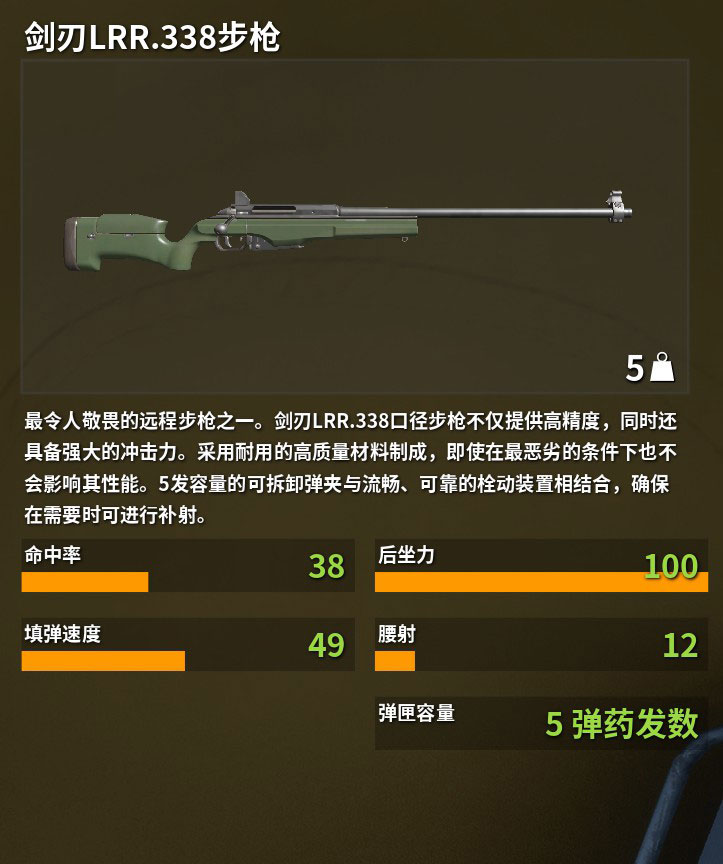 剑刃LRR.338步枪
5
最令人敬畏的远程步枪之一。剑刃LRR.338口径步枪不仅提供高精度，同时还
具备强大的冲击力。采用耐用的高质量材料制成，即使在最恶劣的条件下也不
会影响其性能。5发容量的可拆卸弹夹与流畅、可靠的栓动装置相结合，确保
在需要时可进行补射。
命中率 38
后坐力 100
填弹速度 49
腰射 12
弹匣容量 5 弹药发数